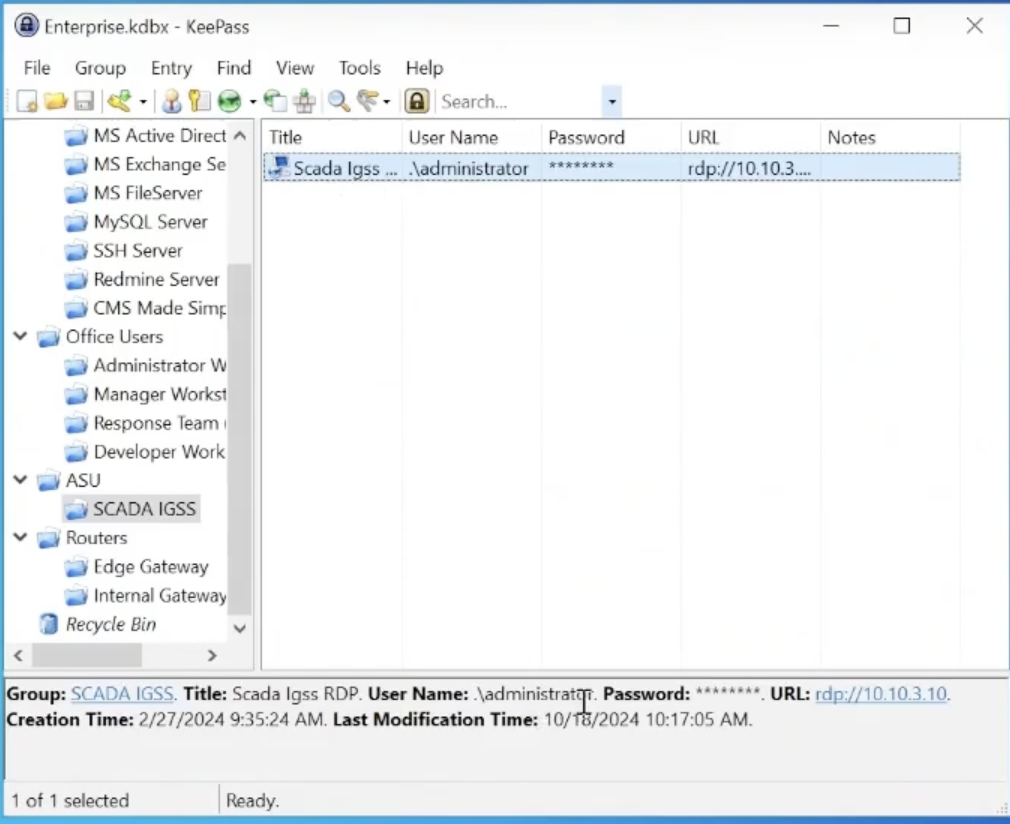 Enterprise.kdbx - KeePass
File Group Entry Find View Tools Help
Search...
MS Active Direct
MS Exchange Se
MS FileServer
MySQL Server
SSH Server
Redmine Server
CMS Made Simp
Office Users
Administrator W
Manager Workst
Response Team
Developer Work
ASU
SCADA IGSS
Routers
Edge Gateway
Internal Gateway
Recycle Bin
Title User Name Password URL Notes
Scada Igss ... .\administrator ******** rdp://10.10.3....
Group: SCADA IGSS. Title: Scada Igss RDP. User Name: .\administrator. Password: ********. URL: rdp://10.10.3.10.
Creation Time: 2/27/2024 9:35:24 AM. Last Modification Time: 10/18/2024 10:17:05 AM.
1 of 1 selected Ready.